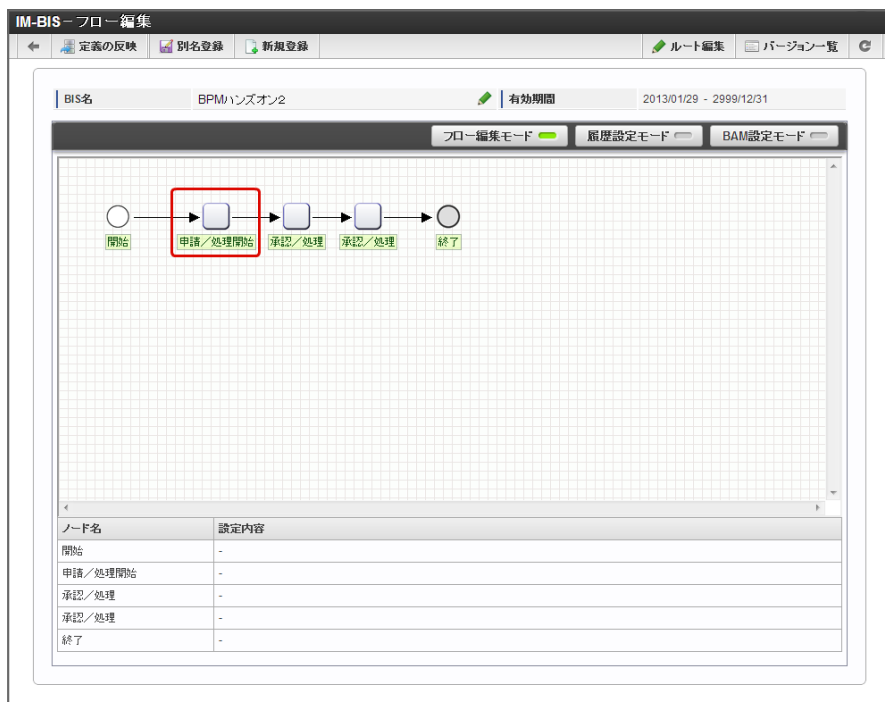 IM-BIS－フロー編集
定義の反映 別名登録 新規登録 ルート編集 バージョン一覧
BIS名 BPMハンズオン2 有効期間 2013/01/29 - 2999/12/31
フロー編集モード 履歴設定モード BAM設定モード
開始 申請／処理開始 承認／処理 承認／処理 終了
ノード名 設定内容
開始 -
申請／処理開始 -
承認／処理 -
承認／処理 -
終了 -